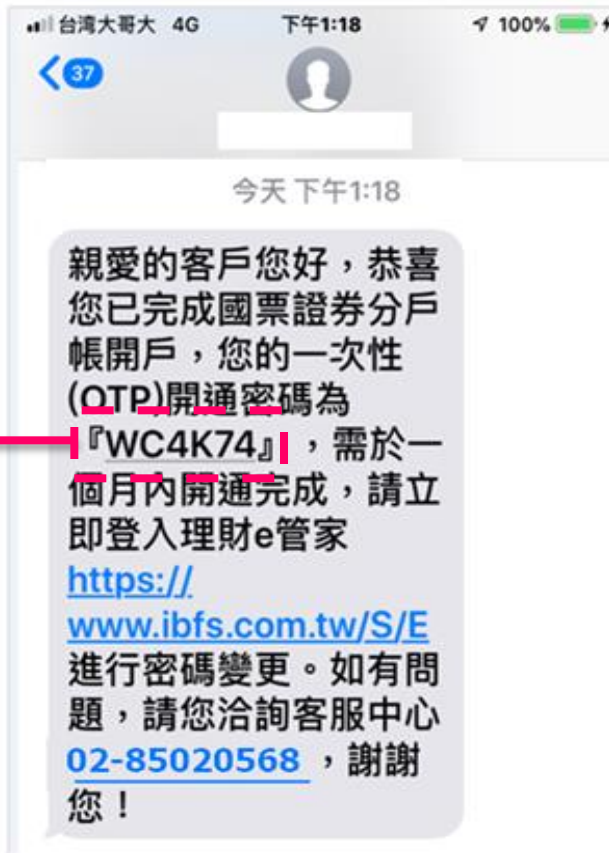 台湾大哥大 4G 下午1:18 100%
37
今天 下午1:18
親愛的客戶您好，恭喜
您已完成國票證券分戶
帳開戶，您的一次性
(OTP)開通密碼為
『WC4K74』，需於一
個月內開通完成，請立
即登入理財e管家
https://
www.ibfs.com.tw/S/E
進行密碼變更。如有問
題，請您洽詢客服中心
02-85020568，謝謝
您！